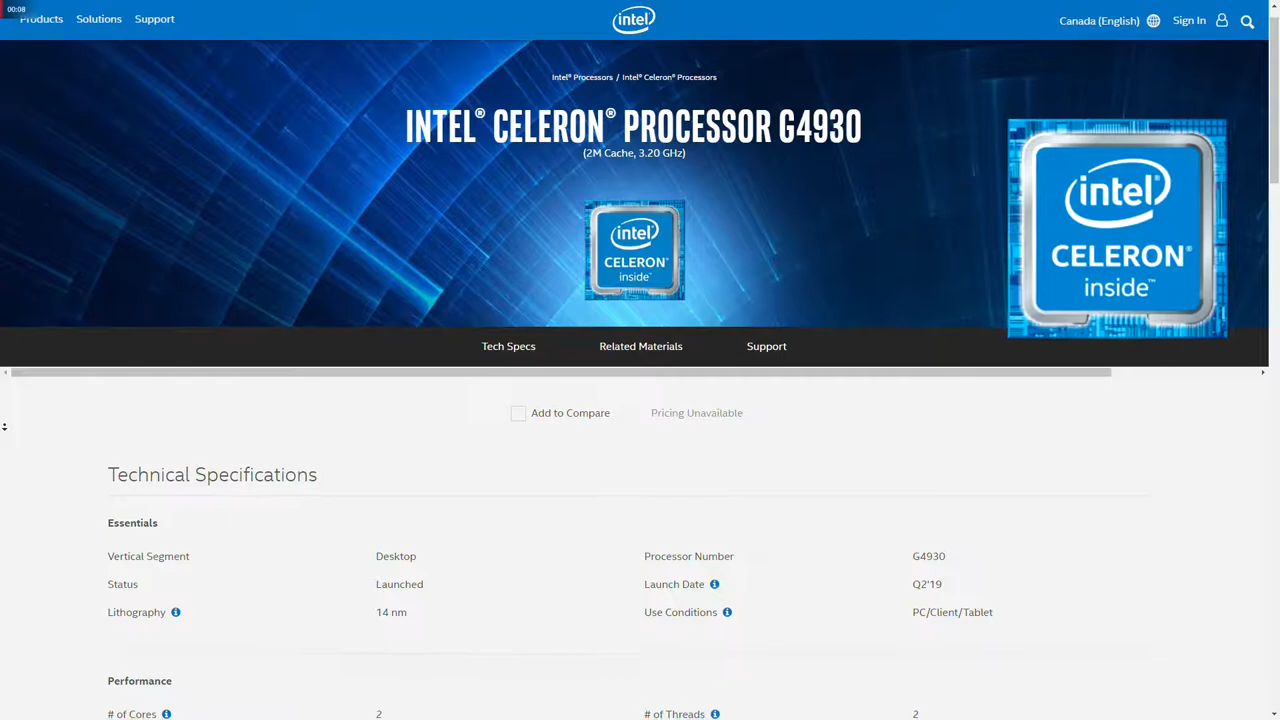 00:08
Products Solutions Support
intel
Canada (English) Sign In
Intel® Processors / Intel® Celeron® Processors
INTEL® CELERON® PROCESSOR G4930
(2M Cache, 3.20 GHz)
intel®
CELERON®
inside™
intel®
CELERON®
inside™
Tech Specs Related Materials Support
Add to Compare Pricing Unavailable
Technical Specifications
Essentials
Vertical Segment Desktop Processor Number G4930
Status Launched Launch Date Q2'19
Lithography 14 nm Use Conditions PC/Client/Tablet
Performance
# of Cores 2 # of Threads 2